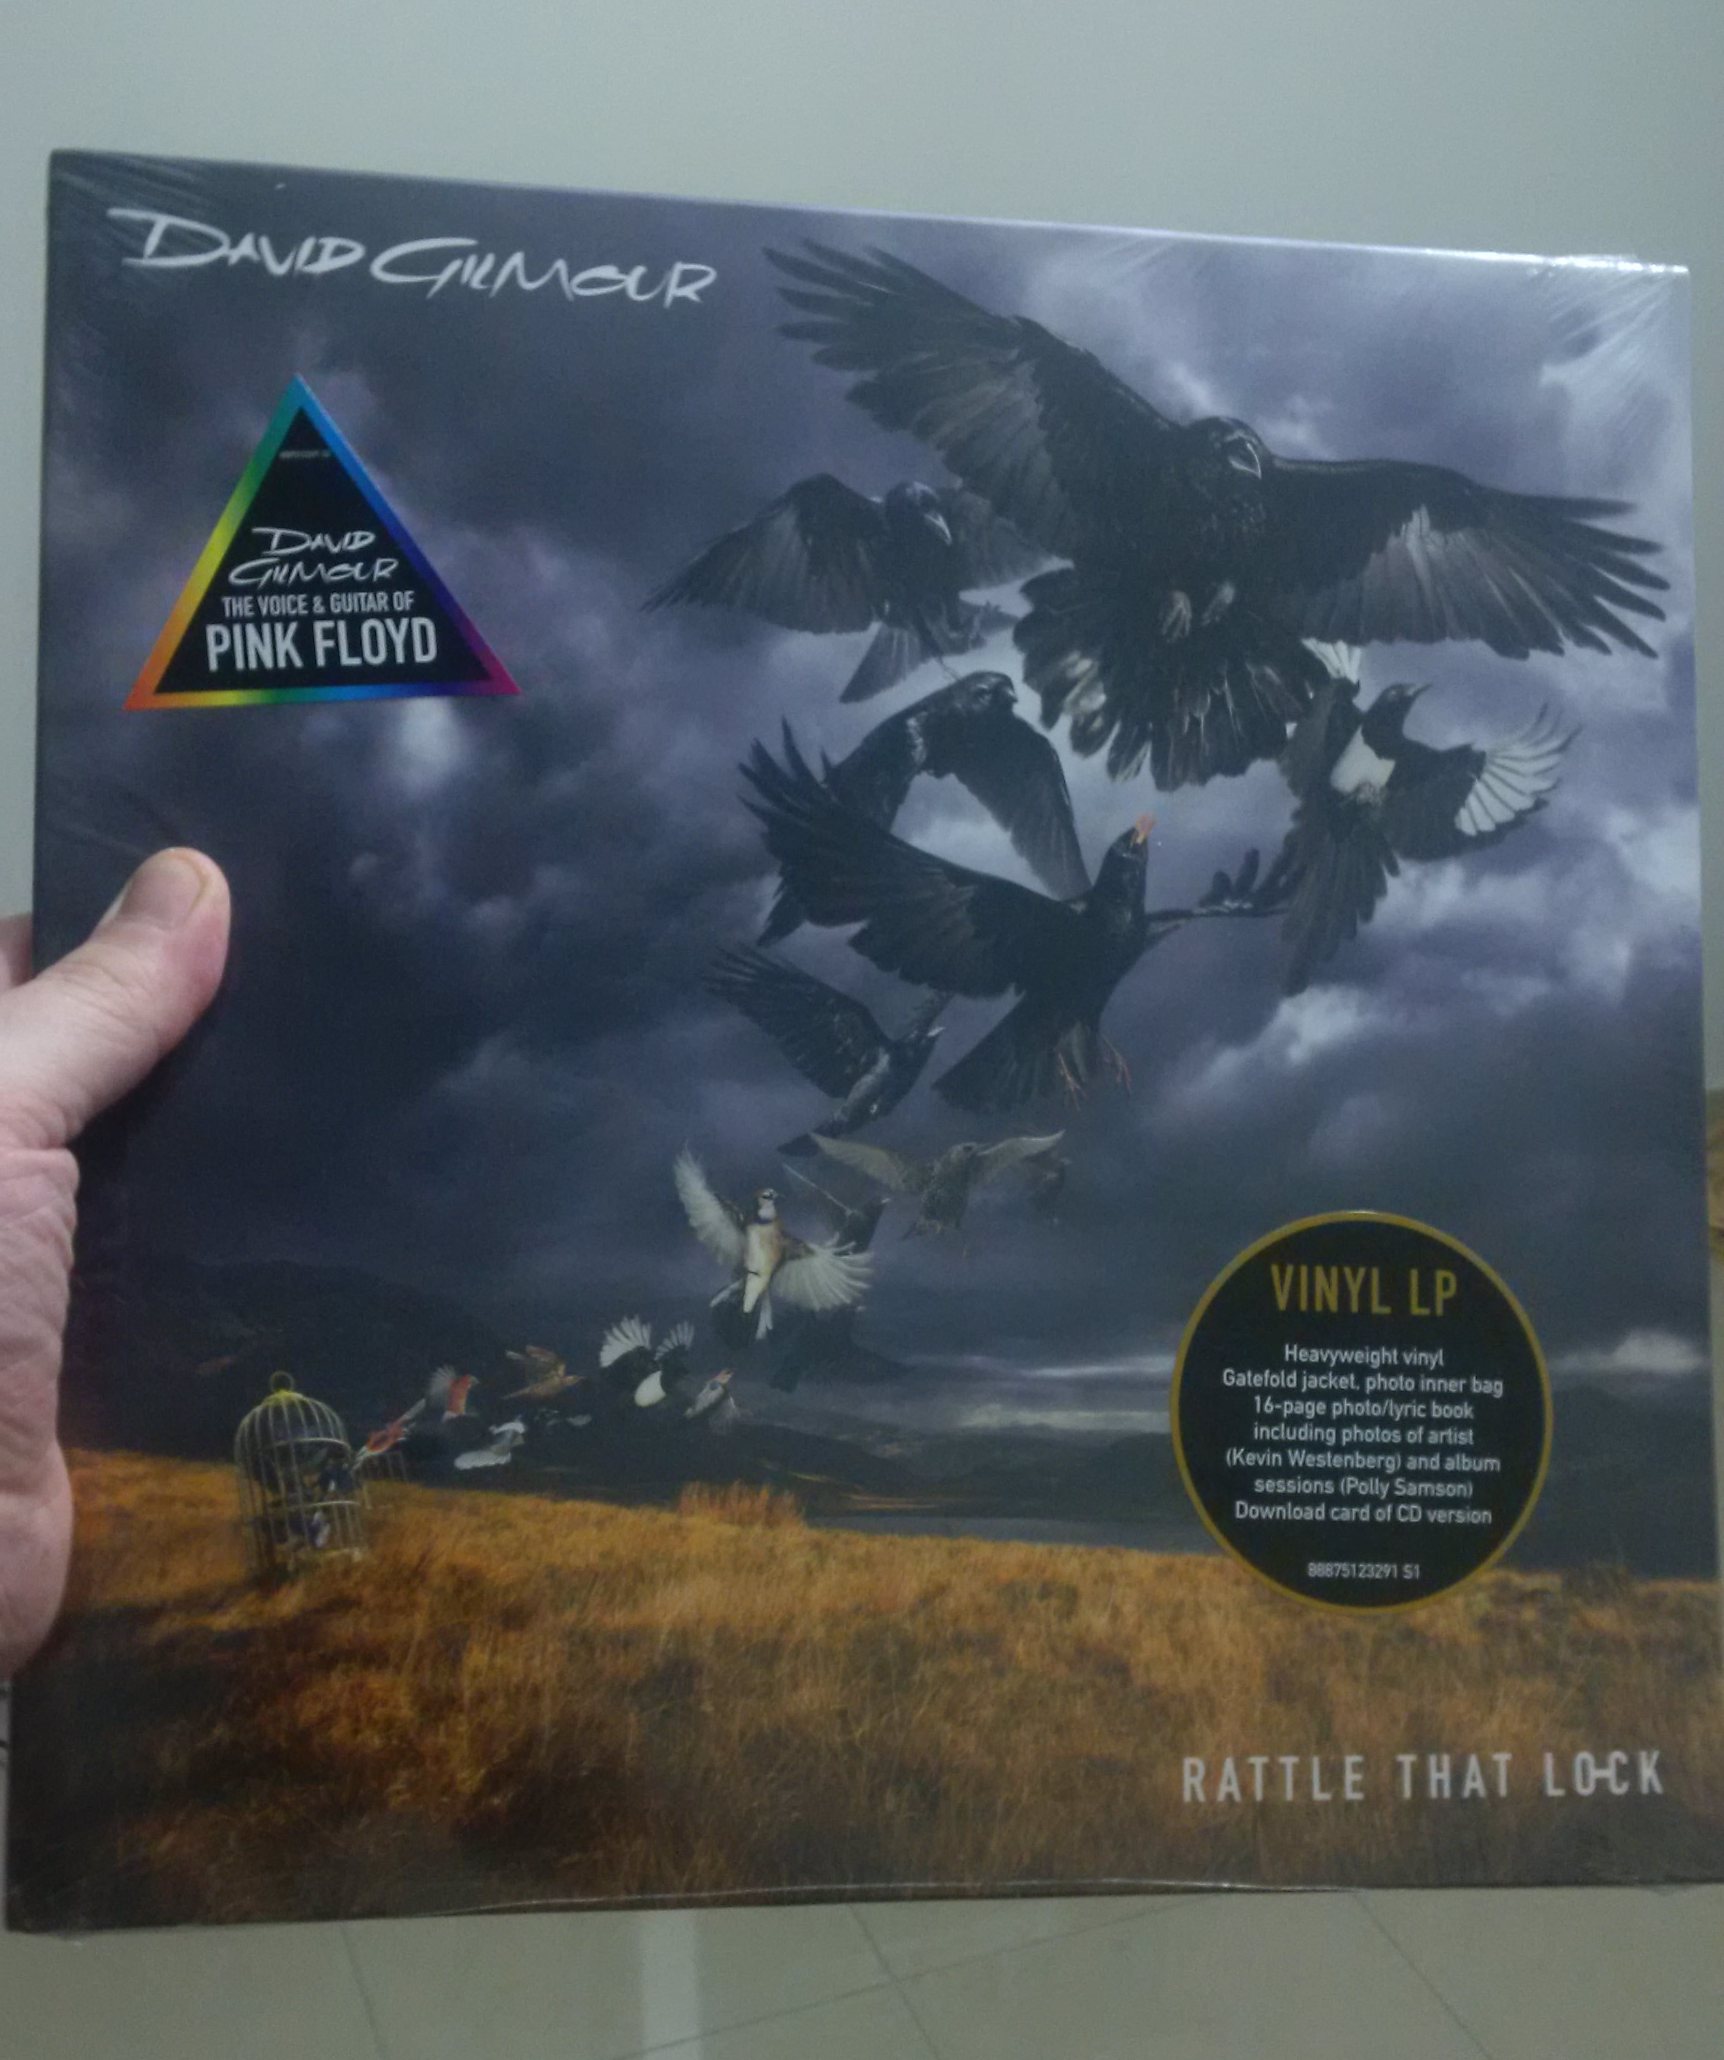 DAVID GILMOUR
DAVID
GILMOUR
THE VOICE & GUITAR OF
PINK FLOYD
VINYL LP
Heavyweight vinyl
Gatefold jacket, photo inner bag
16-page photo/lyric book
including photos of artist
(Kevin Westenberg) and album
sessions (Polly Samson)
Download card of CD version
88875123291 S1
RATTLE THAT LOCK